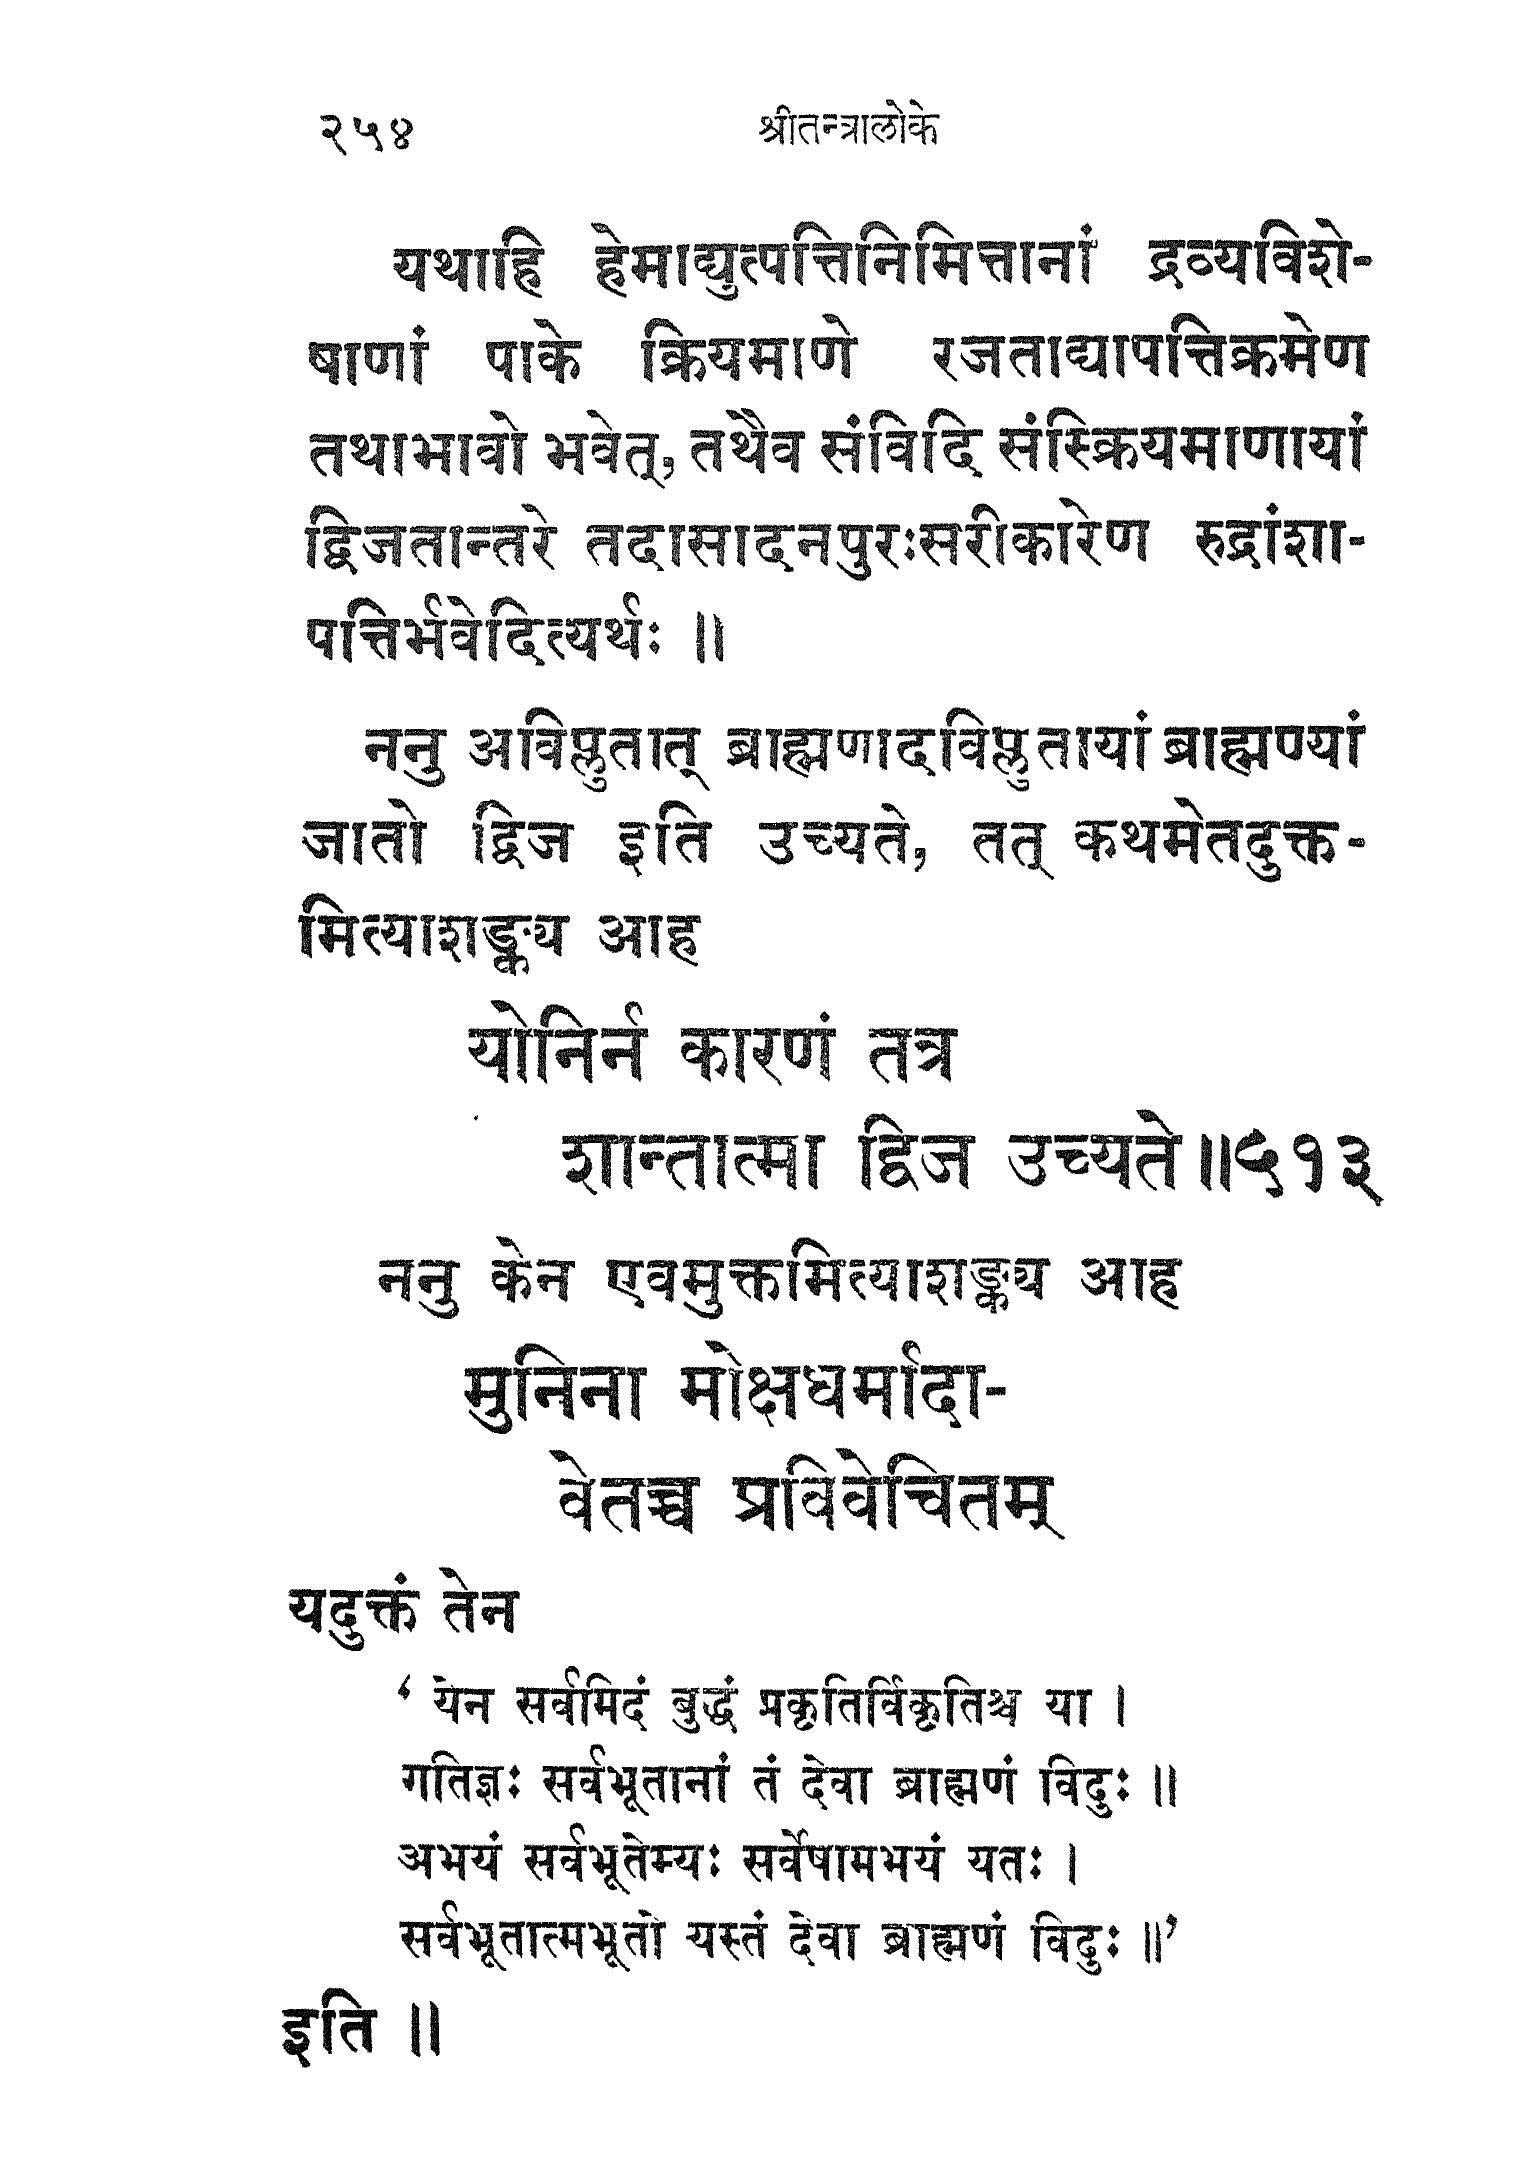 २५४ श्रीतन्त्रालोके
यथाहि हेमाद्युत्पत्तिनिमित्तानां द्रव्यविशे-
षाणां पाके क्रियमाणे रजताद्यापत्तिक्रमेण
तथाभावो भवेत्, तथैव संविदि संस्क्रियमाणायां
द्विजतान्तरे तदासादनपुरःसरीकारेण रुद्रांशा-
पत्तिर्भवेदित्यर्थः ॥
ननु अविप्लुतात् ब्राह्मणादविप्लुतायां ब्राह्मण्यां
जातो द्विज इति उच्यते, तत् कथमेतदुक्त-
मित्याशङ्क्य आह
योनिर्न कारणं तत्र
शान्तात्मा द्विज उच्यते॥५१३
ननु केन एवमुक्तमित्याशङ्क्य आह
मुनिना मोक्षधर्मादा-
वेतच्च प्रविवेचितम्
यदुक्तं तेन
‘ येन सर्वमिदं बुद्धं प्रकृतिर्विकृतिश्च या ।
गतिज्ञः सर्वभूतानां तं देवा ब्राह्मणं विदुः ॥
अभयं सर्वभूतेभ्यः सर्वेषामभयं यतः ।
सर्वभूतात्मभूतो यस्तं देवा ब्राह्मणं विदुः ॥’
इति ॥